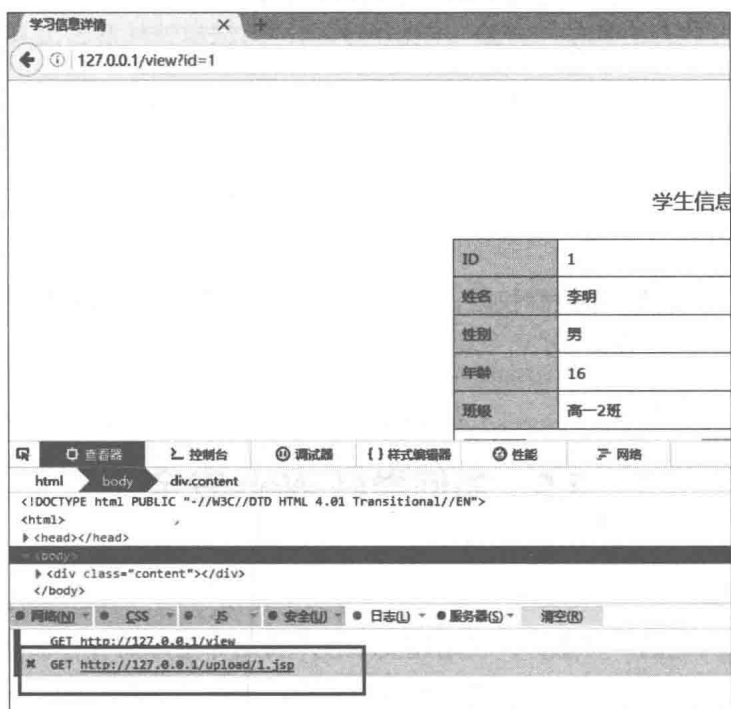 学习信息详情 ×
127.0.0.1/view?id=1
学生信息
ID 1
姓名 李明
性别 男
年龄 16
班级 高一2班
查看器 控制台 调试器 {} 样式编辑器 性能 网络
html body div.content
<!DOCTYPE html PUBLIC "-//W3C//DTD HTML 4.01 Transitional//EN">
<html>
<head></head>
<body>
<div class="content"></div>
</body>
网络(N) CSS JS 安全(U) 日志(L) 服务器(S) 清空(R)
GET http://127.0.0.1/view
GET http://127.0.0.1/upload/1.jsp